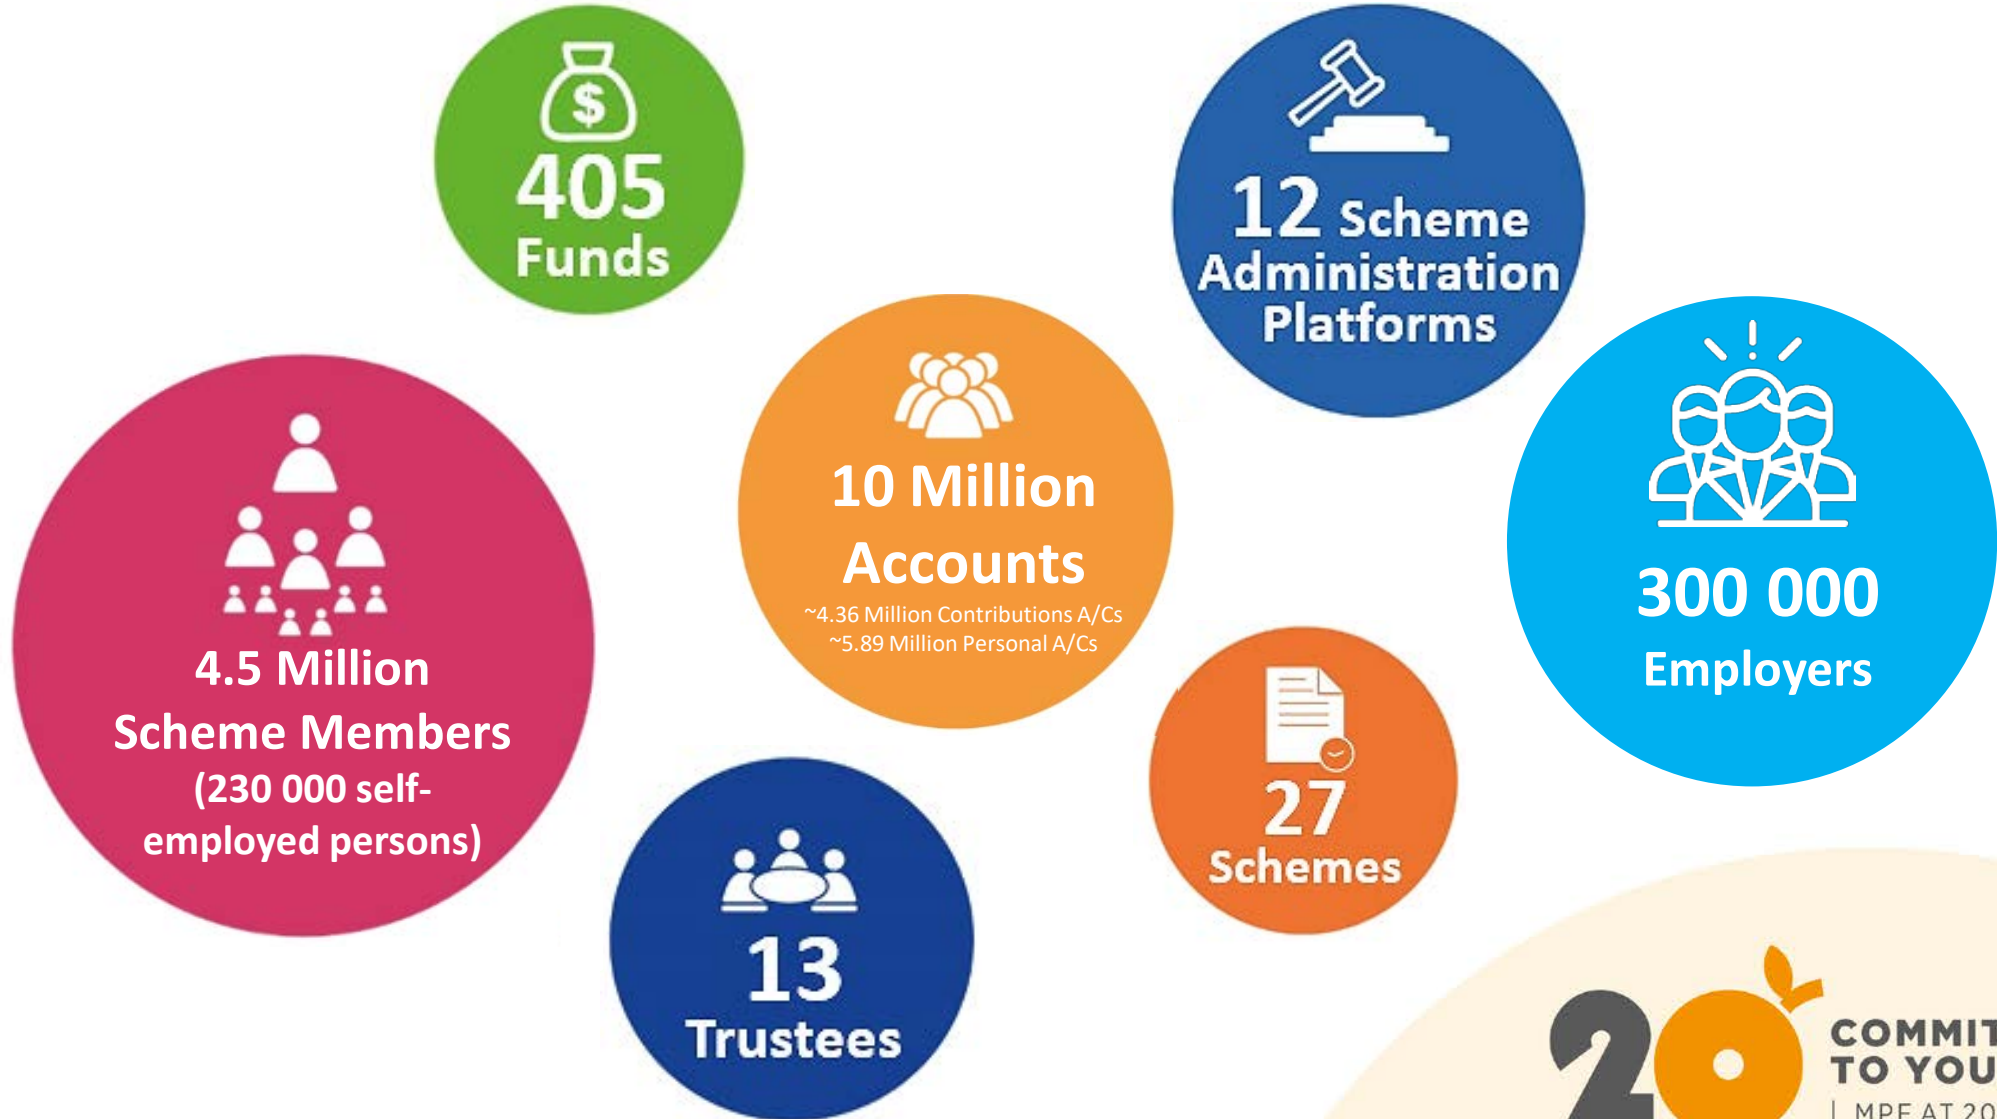 $
405
Funds
12 Scheme
Administration
Platforms
10 Million
Accounts
~4.36 Million Contributions A/Cs
~5.89 Million Personal A/Cs
300 000
Employers
4.5 Million
Scheme Members
(230 000 self-
employed persons)
27
Schemes
13
Trustees
20
COMMIT
TO YOU
MPF AT 20